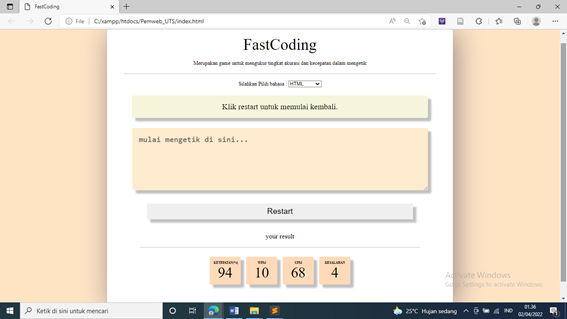 FastCoding
File
C:/xampp/htdocs/Pemweb_UTS/index.html
FastCoding
Merupakan game untuk mengukur tingkat akurasi dan kecepatan dalam mengetik
Silahkan Pilih bahasa : HTML
Klik restart untuk memulai kembali.
mulai mengetik di sini...
Restart
your result
KETEPATAN(%) WPM CPM KESALAHAN
94 10 68 4
Activate Windows
Go to Settings to activate Windows.
Ketik di sini untuk mencari
25°C Hujan sedang
IND
01.36
02/04/2022